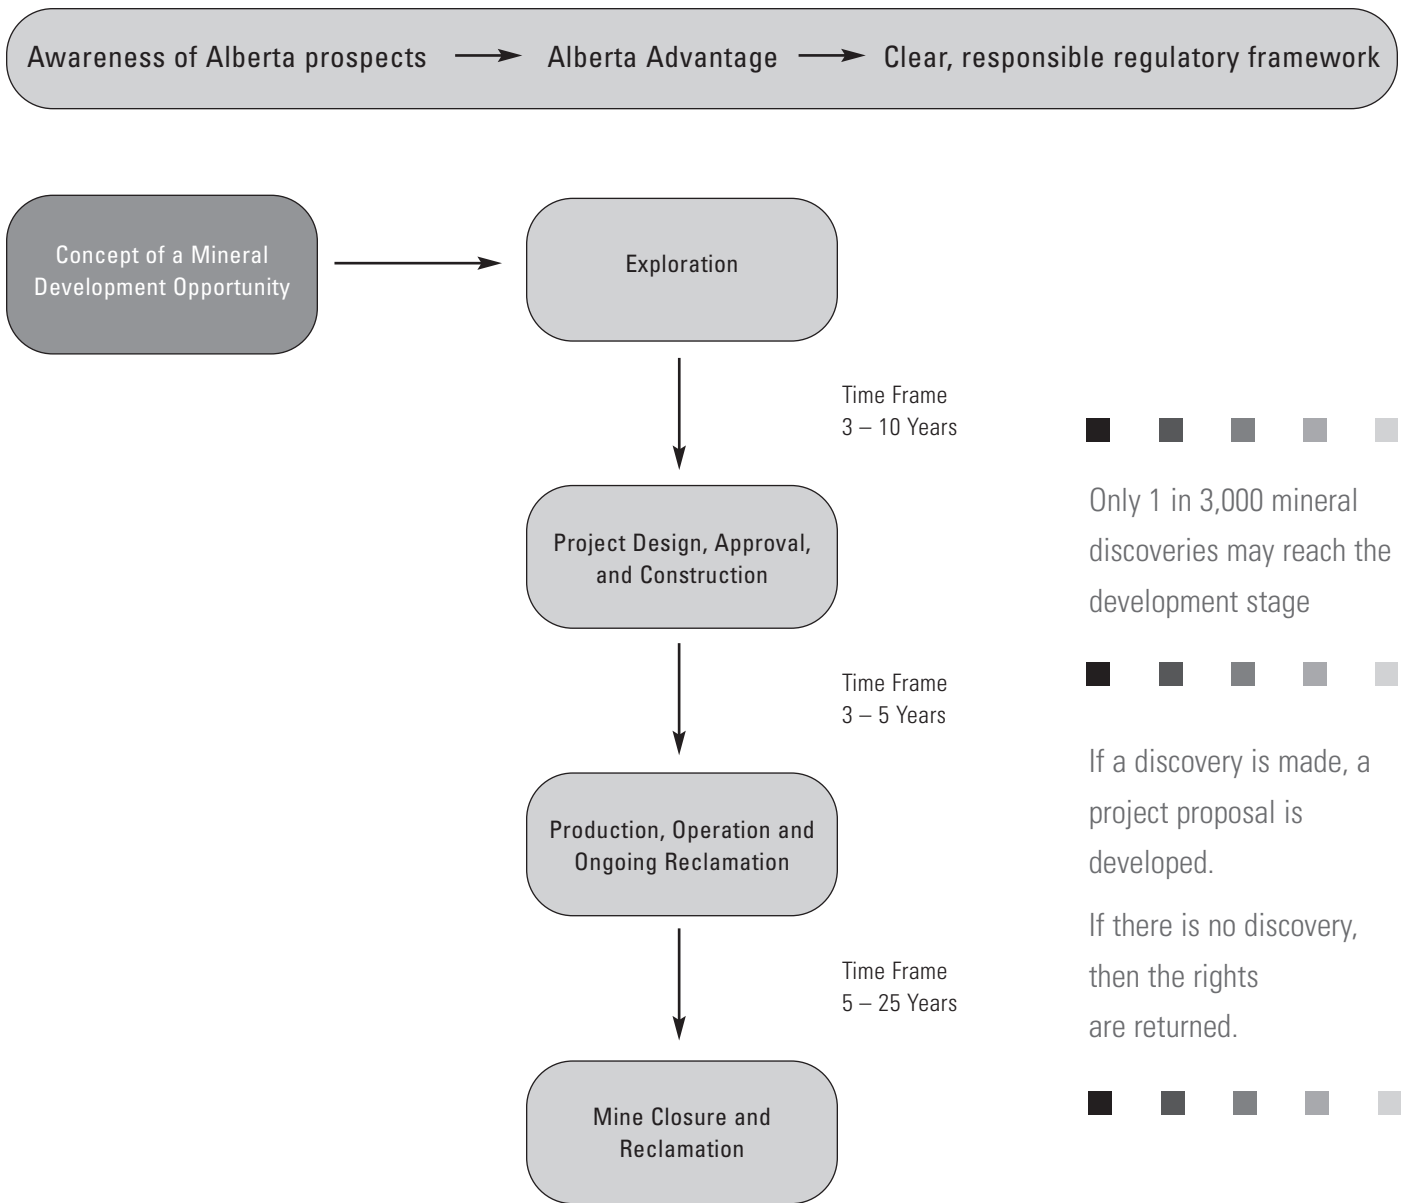 Awareness of Alberta prospects → Alberta Advantage → Clear, responsible regulatory framework
Concept of a Mineral
Development Opportunity
Exploration
Time Frame
3 – 10 Years
Project Design, Approval,
and Construction
Time Frame
3 – 5 Years
Production, Operation and
Ongoing Reclamation
Time Frame
5 – 25 Years
Mine Closure and
Reclamation
Only 1 in 3,000 mineral
discoveries may reach the
development stage
If a discovery is made, a
project proposal is
developed.
If there is no discovery,
then the rights
are returned.